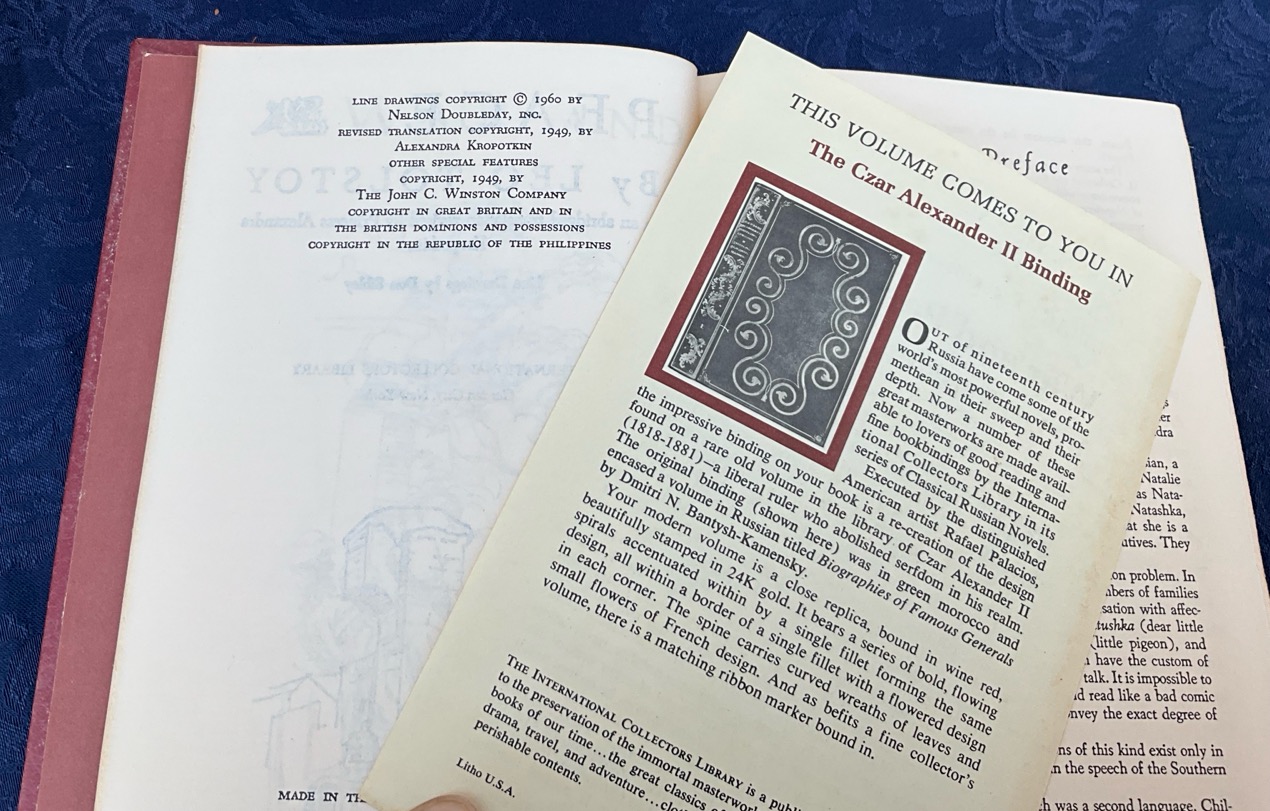 LINE DRAWINGS COPYRIGHT © 1960 BY
NELSON DOUBLEDAY, INC.
REVISED TRANSLATION COPYRIGHT, 1949, BY
ALEXANDRA KROPOTKIN
OTHER SPECIAL FEATURES
COPYRIGHT, 1949, BY
THE JOHN C. WINSTON COMPANY
COPYRIGHT IN GREAT BRITAIN AND IN
THE BRITISH DOMINIONS AND POSSESSIONS
COPYRIGHT IN THE REPUBLIC OF THE PHILIPPINES
MADE IN
THIS VOLUME COMES TO YOU IN
The Czar Alexander II Binding
OUT of nineteenth century
Russia have come some of the
world's most powerful novels, pro-
methean in their sweep and their
depth. Now a number of these
great masterworks are made avail-
able to lovers of good reading and
fine bookbindings by the Interna-
tional Collectors Library in its
series of Classical Russian Novels.
Executed by the distinguished
American artist Rafael Palacios,
the impressive binding on your book is a re-creation of the design
found on a rare old volume in the library of Czar Alexander II
(1818-1881)—a liberal ruler who abolished serfdom in his realm.
The original binding (shown here) was in green morocco and
encased a volume in Russian titled Biographies of Famous Generals
by Dmitri N. Bantysh-Kamensky.
Your modern volume is a close replica, bound in wine red,
beautifully stamped in 24K gold. It bears a series of bold, flowing
spirals accentuated within by a single fillet forming the same
design, all within a border of a single fillet with a flowered design
in each corner. The spine carries curved wreaths of leaves and
small flowers of French design. And as befits a fine collector's
volume, there is a matching ribbon marker bound in.
THE INTERNATIONAL COLLECTORS LIBRARY is a
to the preservation of the immortal
books of our time...the great classics
drama, travel, and adventure...
perishable contents.
Litho U.S.A.
Preface
ian, a
Natalie
as Nata-
Natashka,
at she is a
They
on problem. In
of families
with affec-
(dear little
(little pigeon), and
have the custom of
talk. It is impossible to
read like a bad comic
the exact degree of
of this kind exist only in
the speech of the Southern
was a second language. Chil-